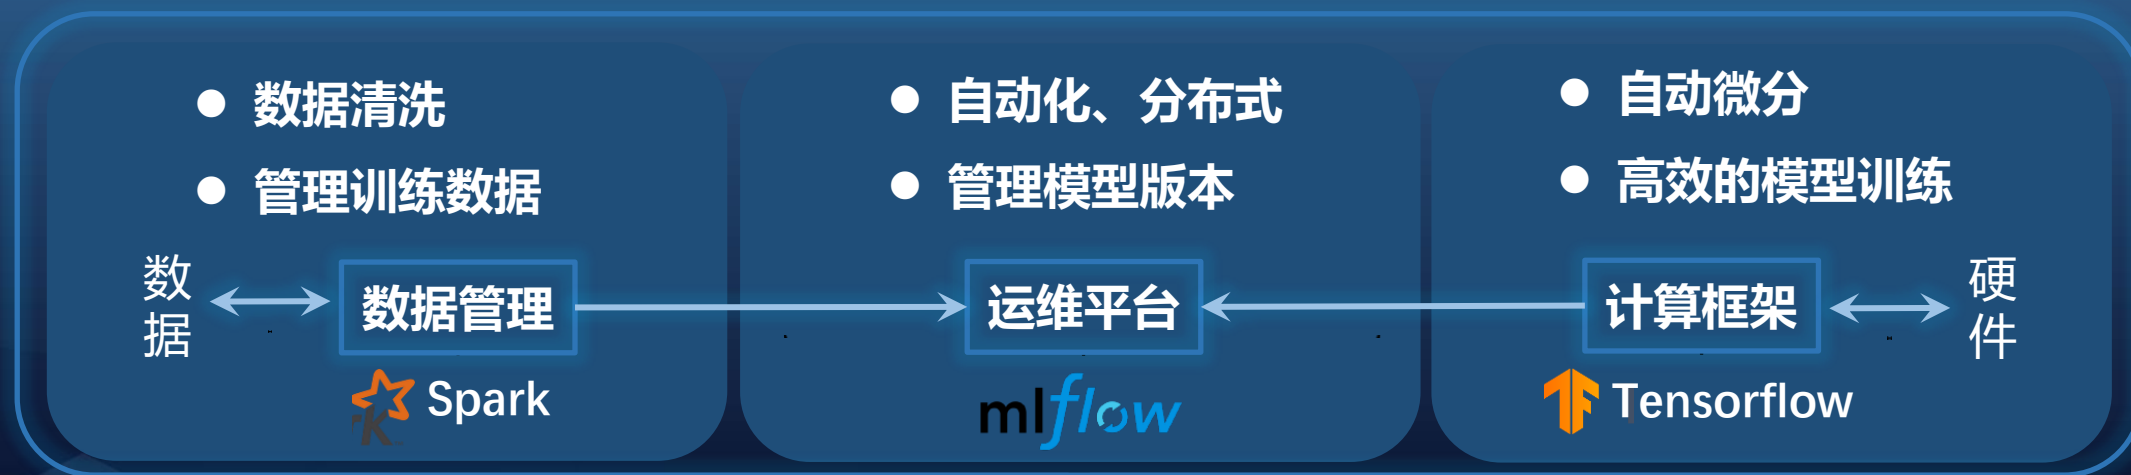 数据清洗
管理训练数据
数据
数据管理
Spark
自动化、分布式
管理模型版本
运维平台
mlflow
自动微分
高效的模型训练
计算框架
硬件
Tensorflow